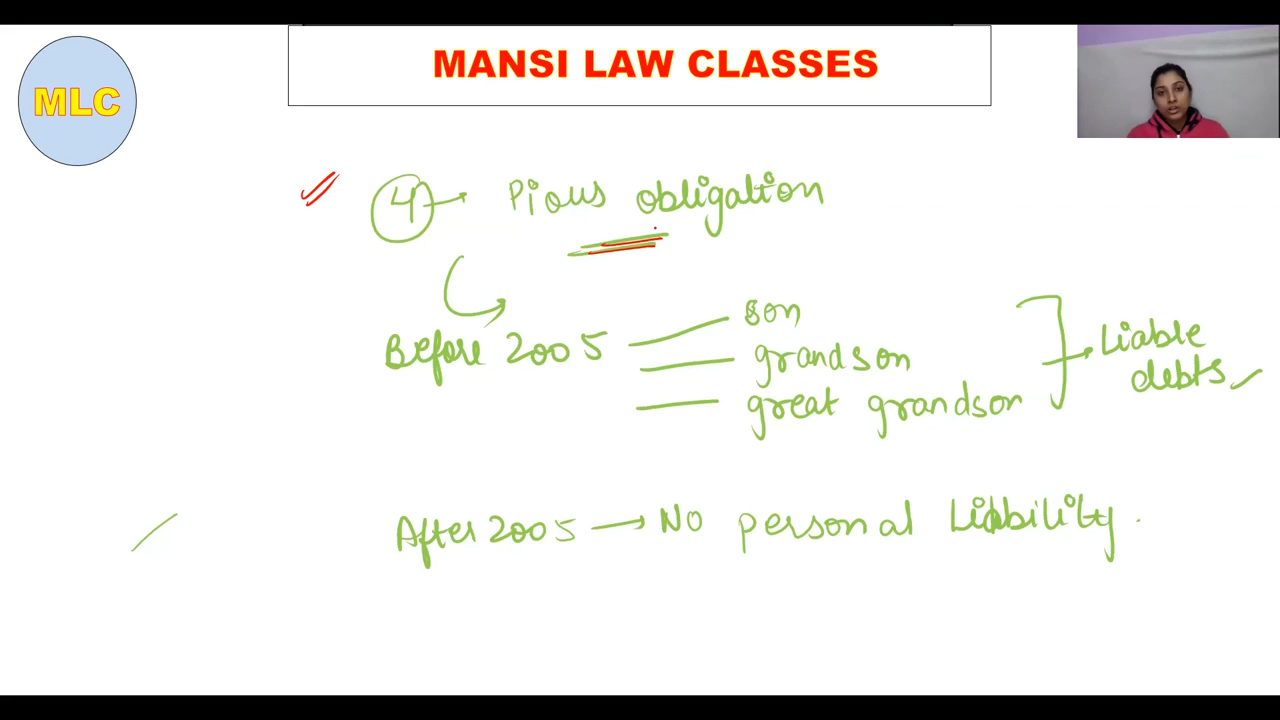 MANSI LAW CLASSES
MLC
4 → Pious obligation
Before 2005
son
grandson
great grandson
Liable
debts
After 2005 → No personal Liability.